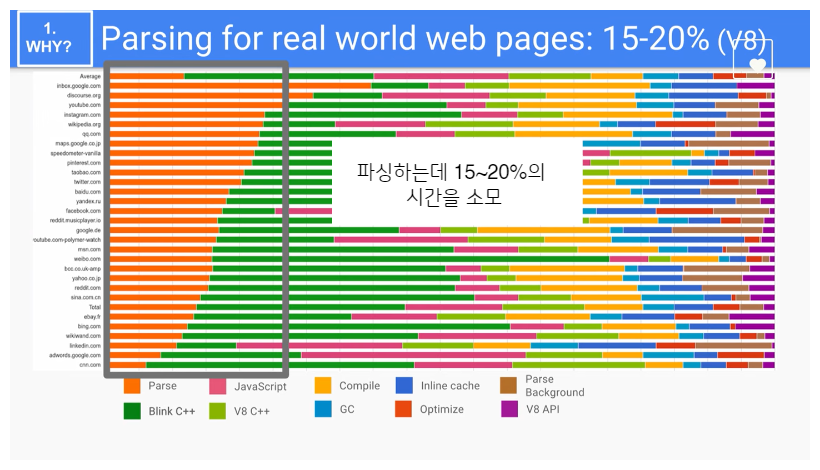 1.
WHY?
Parsing for real world web pages: 15-20% (V8)
Average
inbox.google.com
discourse.org
youtube.com
instagram.com
wikipedia.org
qq.com
maps.google.co.jp
speedometer-vanilla
pinterest.com
taobao.com
twitter.com
baidu.com
yandex.ru
facebook.com
reddit.musicplayer.io
google.de
outube.com-polymer-watch
msn.com
weibo.com
bcc.co.uk-amp
yahoo.co.jp
reddit.com
sina.com.cn
Total
ebay.fr
bing.com
wikiwand.com
linkedin.com
adwords.google.com
cnn.com
파싱하는데 15~20%의
시간을 소모
Parse
JavaScript
Compile
Inline cache
Parse
Background
Blink C++
V8 C++
GC
Optimize
V8 API